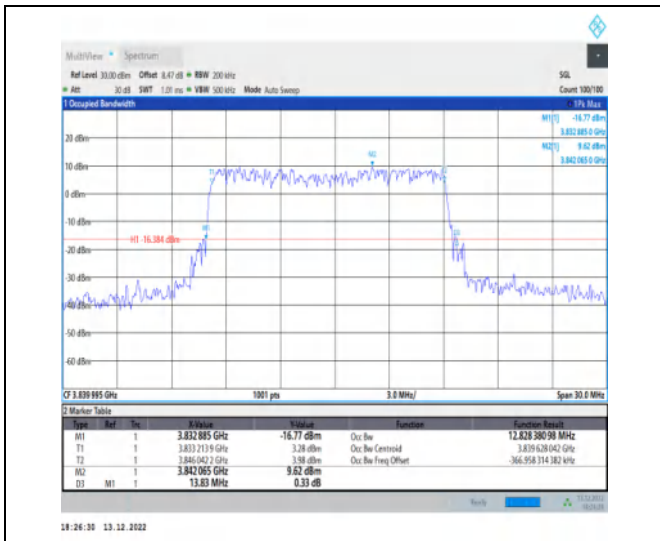 MultiView Spectrum
Ref Level 30.00 dBm Offset 8.47 dB RBW 200 kHz SGL
Att 30 dB SWT 1.01 ms VBW 500 kHz Mode Auto Sweep Count 100/100
1 Occupied Bandwidth 1Pk Max
M1[1] -16.77 dBm
3.832 885 0 GHz
M2[1] 9.62 dBm
3.842 065 0 GHz
20 dBm
M2
10 dBm
T1
0 dBm
-10 dBm
M1
H1 -16.384 dBm
-20 dBm
-30 dBm
-40 dBm
-50 dBm
-60 dBm
CF 3.839 995 GHz 1001 pts 3.0 MHz/ Span 30.0 MHz
2 Marker Table
Type Ref Trc X-Value Y-Value Function Function Result
M1 1 3.832 885 GHz -16.77 dBm Occ Bw 12.828 380 98 MHz
T1 1 3.833 213 9 GHz 3.28 dBm Occ Bw Centroid 3.839 628 042 GHz
T2 1 3.846 042 2 GHz 3.98 dBm Occ Bw Freq Offset -366.958 314 382 kHz
M2 1 3.842 065 GHz 9.62 dBm
D3 M1 1 13.83 MHz 0.33 dB
Ready
18:26:30 13.12.2022